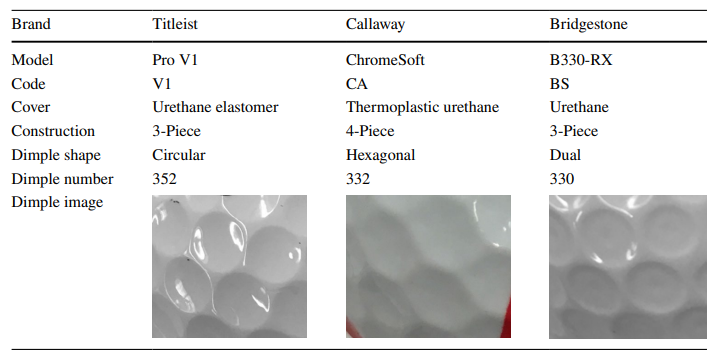 Brand Titleist Callaway Bridgestone
Model Pro V1 ChromeSoft B330-RX
Code V1 CA BS
Cover Urethane elastomer Thermoplastic urethane Urethane
Construction 3-Piece 4-Piece 3-Piece
Dimple shape Circular Hexagonal Dual
Dimple number 352 332 330
Dimple image